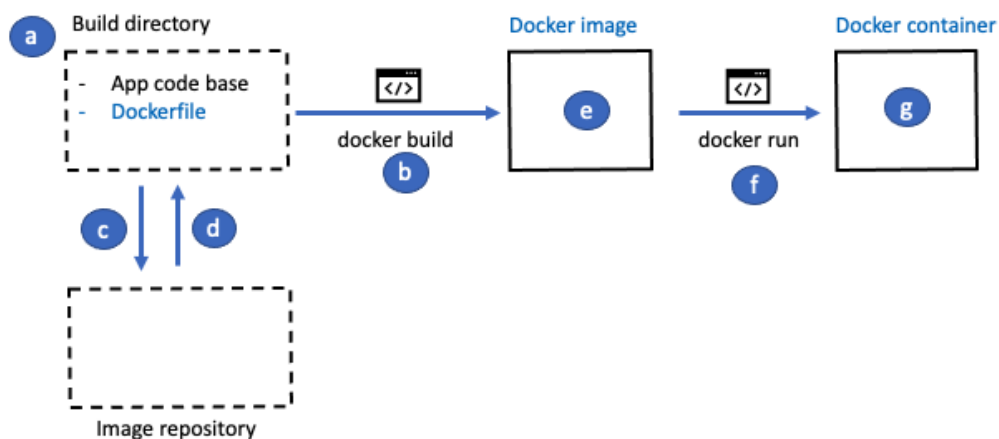 a
Build directory
- App code base
- Dockerfile
</>
docker build
b
Docker image
e
</>
docker run
f
Docker container
g
c
d
Image repository